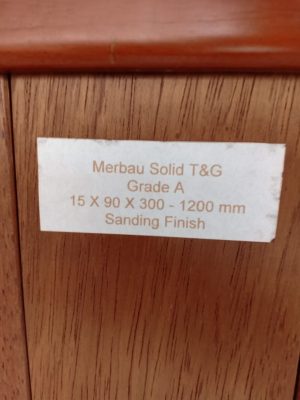 Merbau Solid T&G
Grade A
15 X 90 X 300 - 1200 mm
Sanding Finish